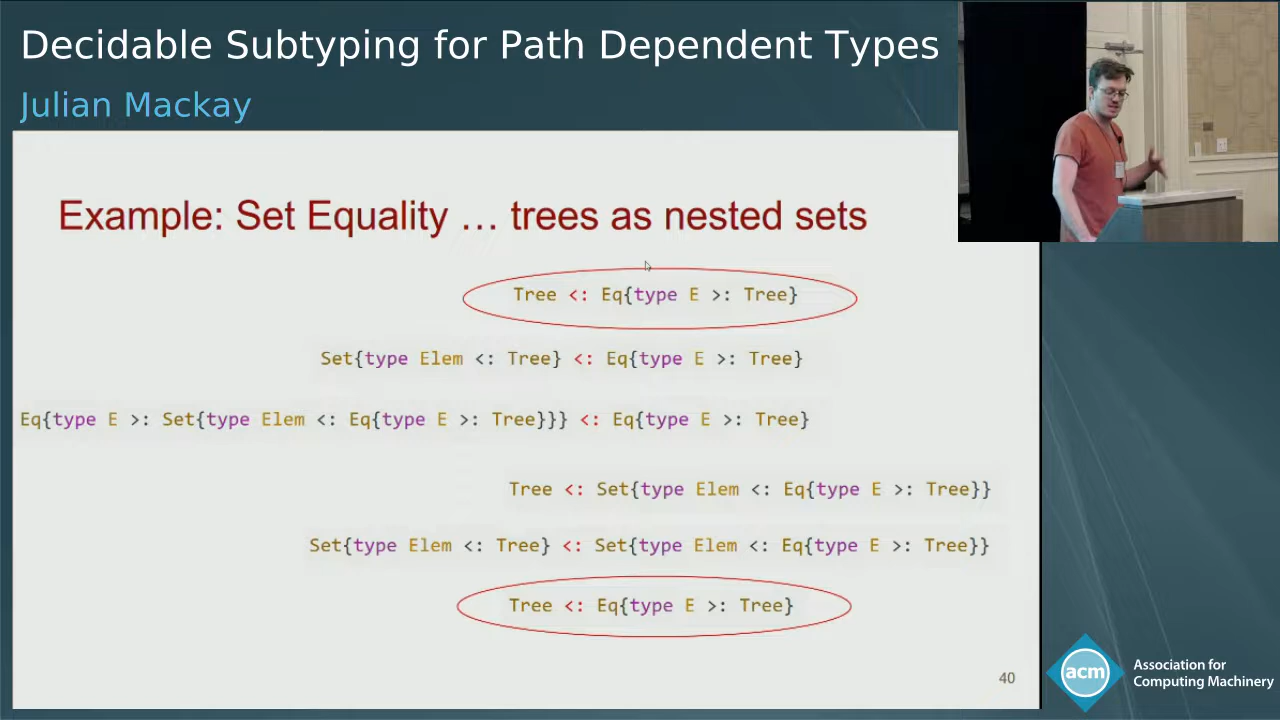 Decidable Subtyping for Path Dependent Types
Julian Mackay
Example: Set Equality … trees as nested sets
Tree <: Eq{type E >: Tree}
Set{type Elem <: Tree} <: Eq{type E >: Tree}
Eq{type E >: Set{type Elem <: Eq{type E >: Tree}}} <: Eq{type E >: Tree}
Tree <: Set{type Elem <: Eq{type E >: Tree}}
Set{type Elem <: Tree} <: Set{type Elem <: Eq{type E >: Tree}}
Tree <: Eq{type E >: Tree}
40
acm
Association for
Computing Machinery